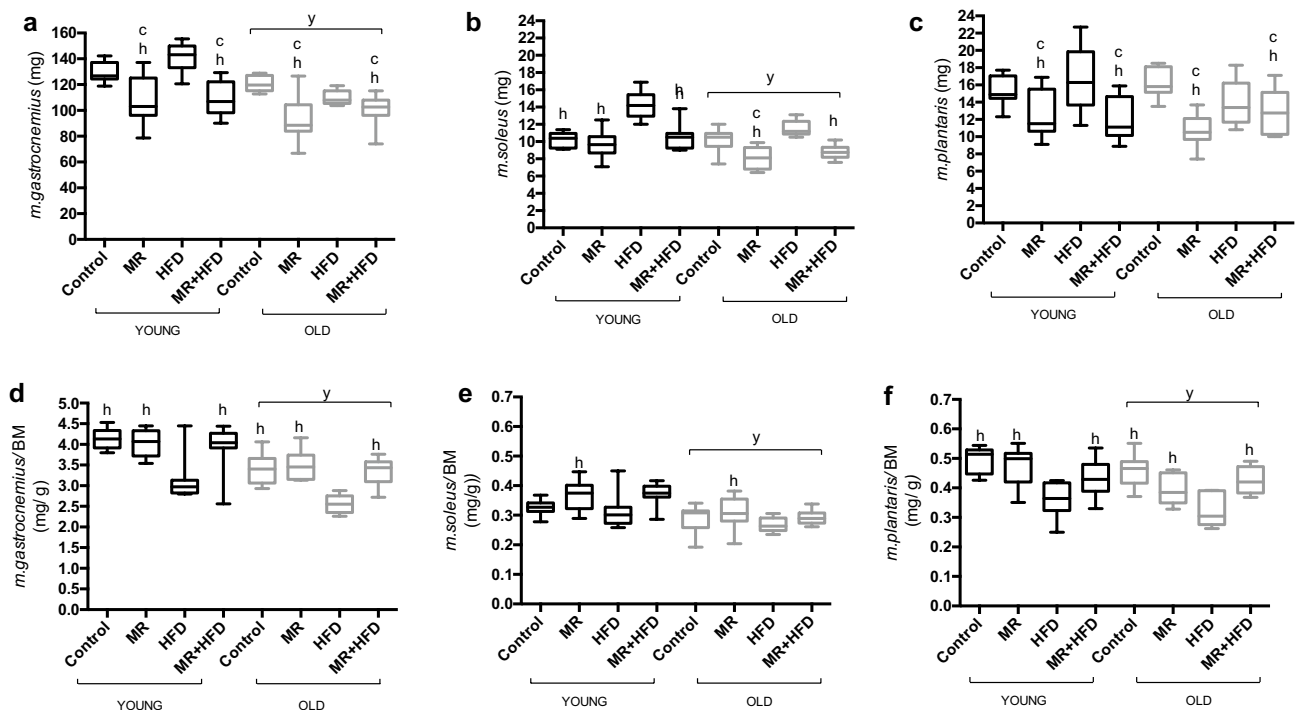 a
m.gastrocnemius (mg)
160
140
120
100
80
60
40
20
0
c
h
c
h
y
c
h
c
h
Control
MR
HFD
MR+HFD
Control
MR
HFD
MR+HFD
YOUNG
OLD
b
m.soleus (mg)
24
22
20
18
16
14
12
10
8
6
4
2
0
h
h
h
h
y
c
h
h
Control
MR
HFD
MR+HFD
Control
MR
HFD
MR+HFD
YOUNG
OLD
c
m.plantaris (mg)
24
22
20
18
16
14
12
10
8
6
4
2
0
c
h
c
h
c
h
c
h
Control
MR
HFD
MR+HFD
Control
MR
HFD
MR+HFD
YOUNG
OLD
d
m.gastrocnemius/BM
(mg/ g)
5.0
4.5
4.0
3.5
3.0
2.5
2.0
1.5
1.0
0.5
0.0
h
h
h
y
h
h
h
Control
MR
HFD
MR+HFD
Control
MR
HFD
MR+HFD
YOUNG
OLD
e
m.soleus/BM
(mg/g))
0.7
0.6
0.5
0.4
0.3
0.2
0.1
0.0
h
y
h
Control
MR
HFD
MR+HFD
Control
MR
HFD
MR+HFD
YOUNG
OLD
f
m.plantaris/BM
(mg/ g)
0.7
0.6
0.5
0.4
0.3
0.2
0.1
0.0
h
h
h
y
h
h
h
Control
MR
HFD
MR+HFD
Control
MR
HFD
MR+HFD
YOUNG
OLD